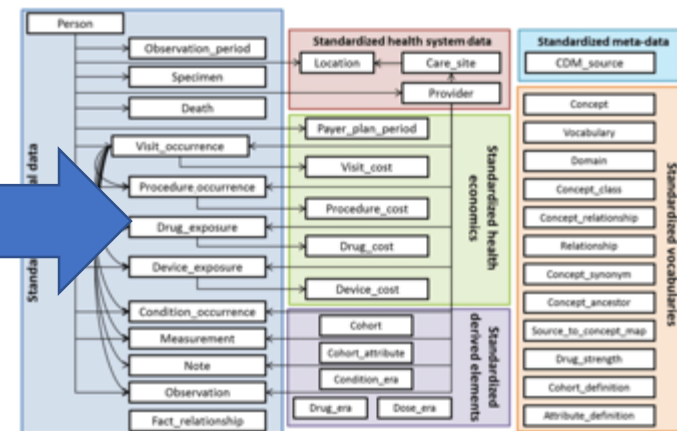 Person
Observation_period
Specimen
Death
Visit_occurrence
Procedure_occurrence
Drug_exposure
Device_exposure
Condition_occurrence
Measurement
Note
Observation
Fact_relationship
Standardized health system data
Location
Care_site
Provider
Payer_plan_period
Visit_cost
Procedure_cost
Drug_cost
Device_cost
Standardized health
economics
Cohort
Cohort_attribute
Condition_era
Drug_era
Dose_era
Standardized
derived elements
Standardized meta-data
CDM_source
Concept
Vocabulary
Domain
Concept_class
Concept_relationship
Relationship
Concept_synonym
Concept_ancestor
Source_to_concept_map
Drug_strength
Cohort_definition
Attribute_definition
Standardized vocabularies